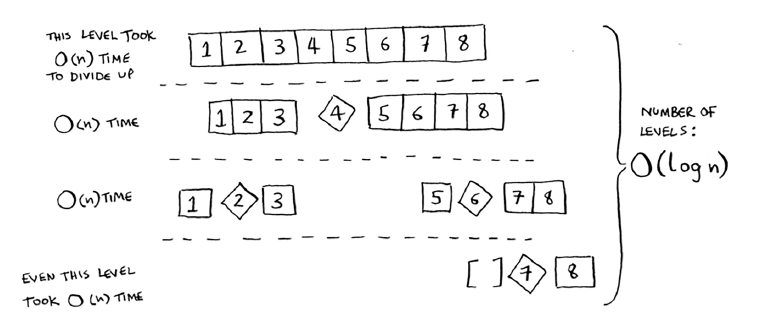 THIS LEVEL TOOK
O(n) TIME
TO DIVIDE UP
1 2 3 4 5 6 7 8
O(n) TIME
1 2 3 4 5 6 7 8
NUMBER OF
LEVELS:
O(log n)
O(n) TIME
1 2 3 5 6 7 8
EVEN THIS LEVEL
TOOK O(n) TIME
[ ] 7 8